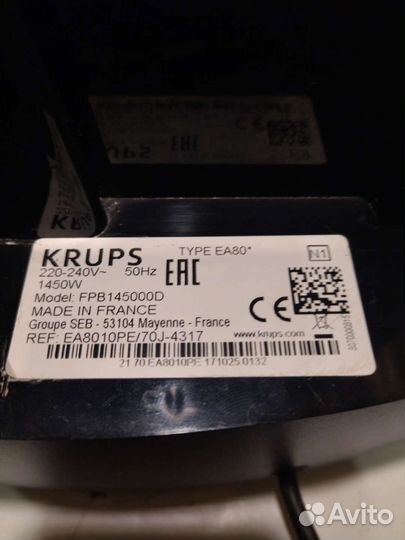 KRUPS
TYPE EA80*
N1
220-240V~ 50Hz
1450W
EAC
Model: FPB145000D
MADE IN FRANCE
CE
Groupe SEB - 53104 Mayenne - France
www.krups.com
REF: EA8010PE/70J-4317
21 70 EA8010PE 171025 0132
Avito